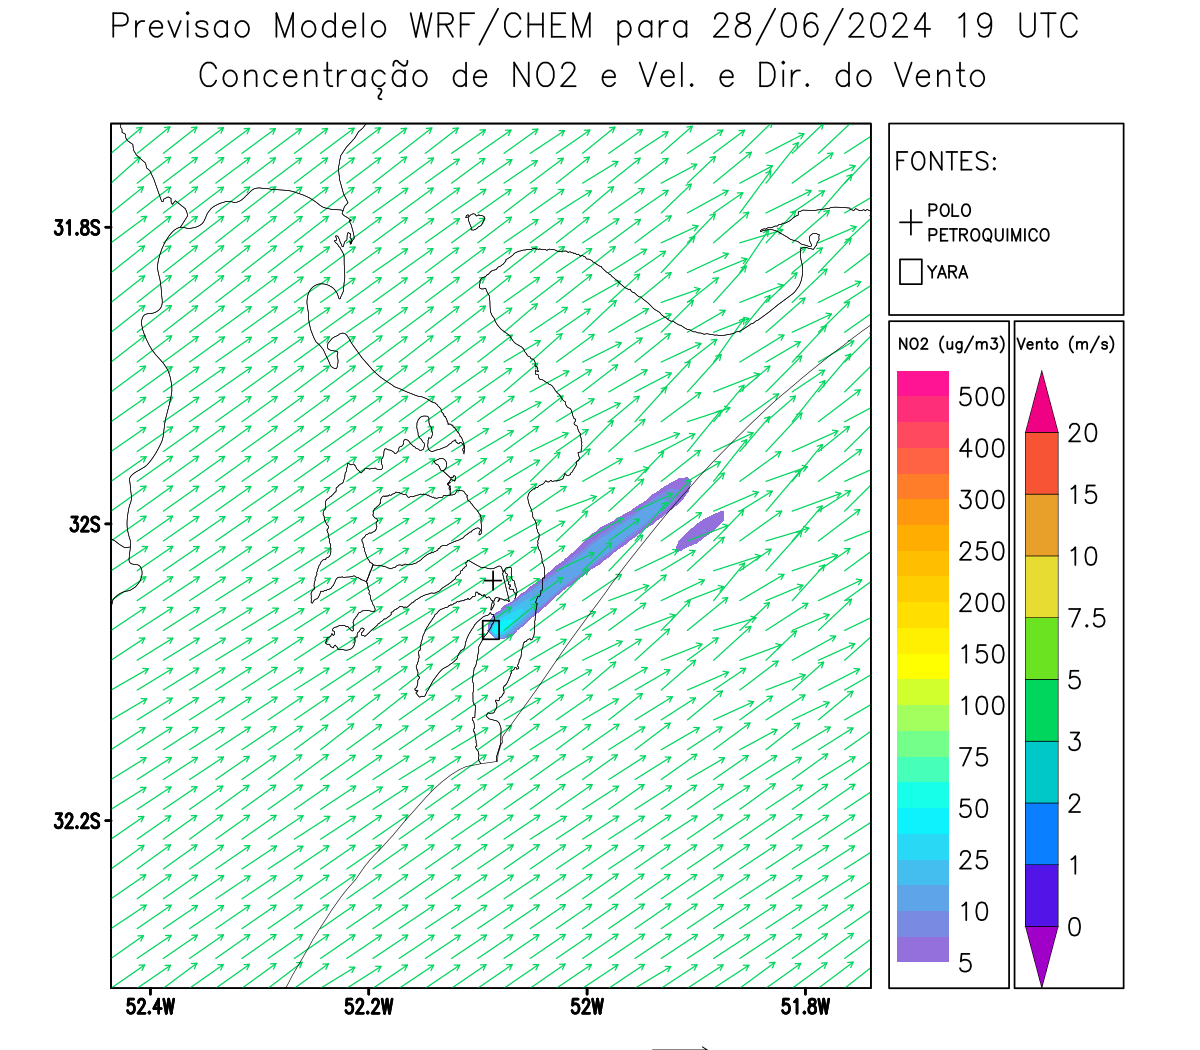 Previsao Modelo WRF/CHEM para 28/06/2024 19 UTC
Concentração de NO2 e Vel. e Dir. do Vento
FONTES:
POLO
PETROQUIMICO
YARA
NO2 (ug/m3)
500
400
300
250
200
150
100
75
50
25
10
5
Vento (m/s)
20
15
10
7.5
5
3
2
1
0
31.8S
32S
32.2S
52.4W 52.2W 52W 51.8W